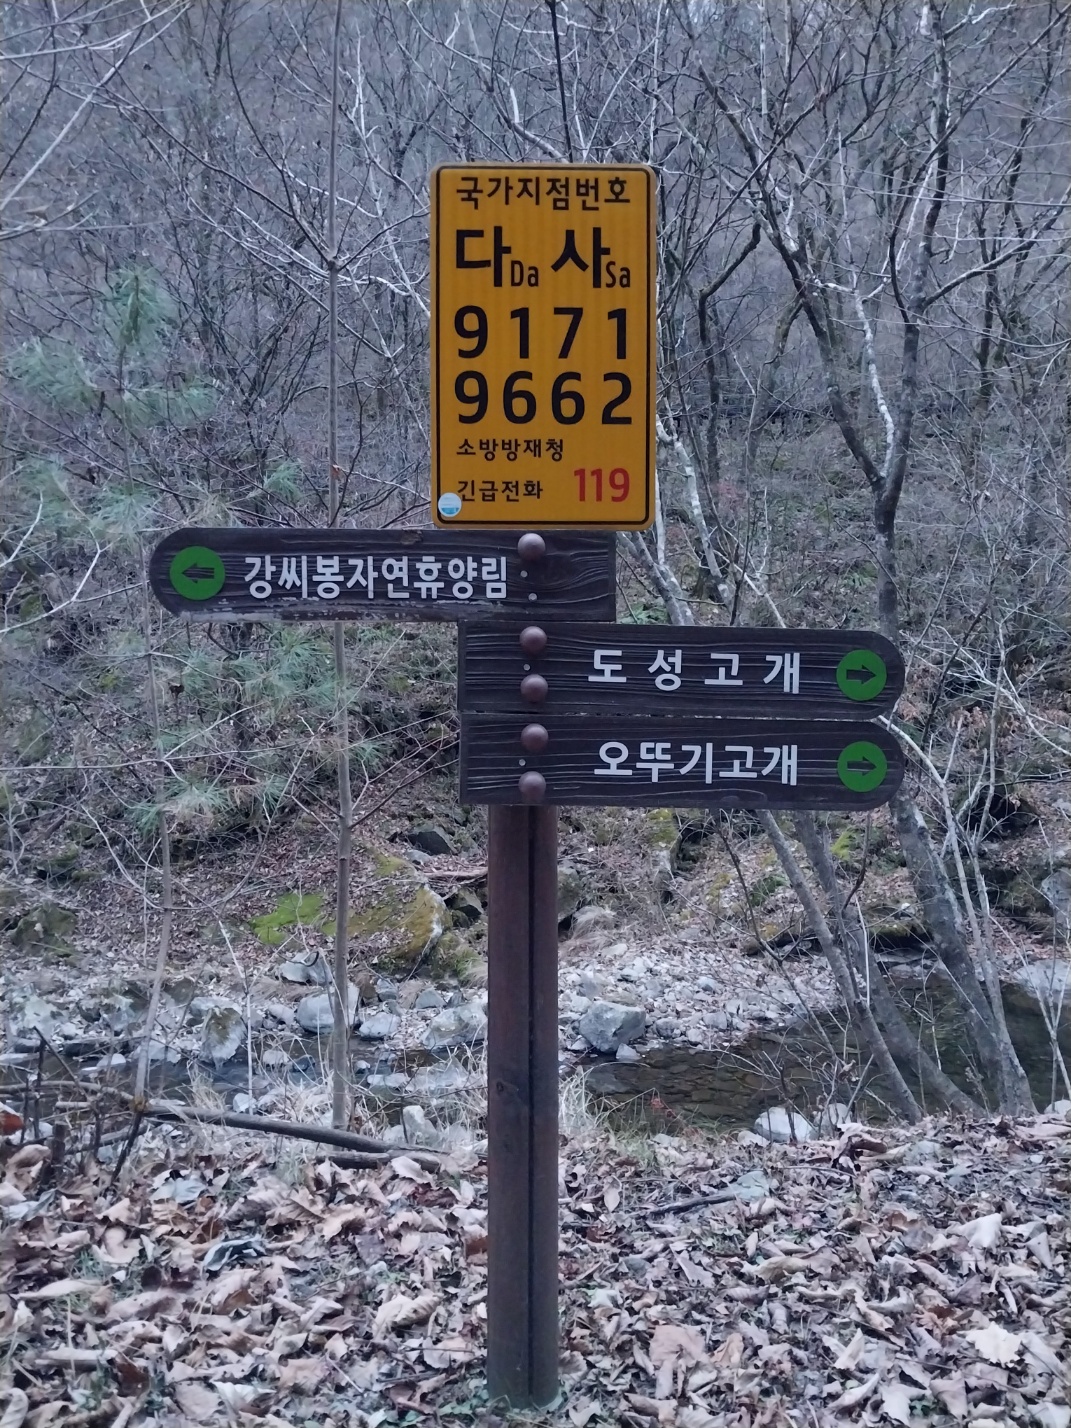 국가지점번호
다Da 사Sa
9171
9662
소방방재청
긴급전화 119
강씨봉자연휴양림
도성고개
오뚜기고개